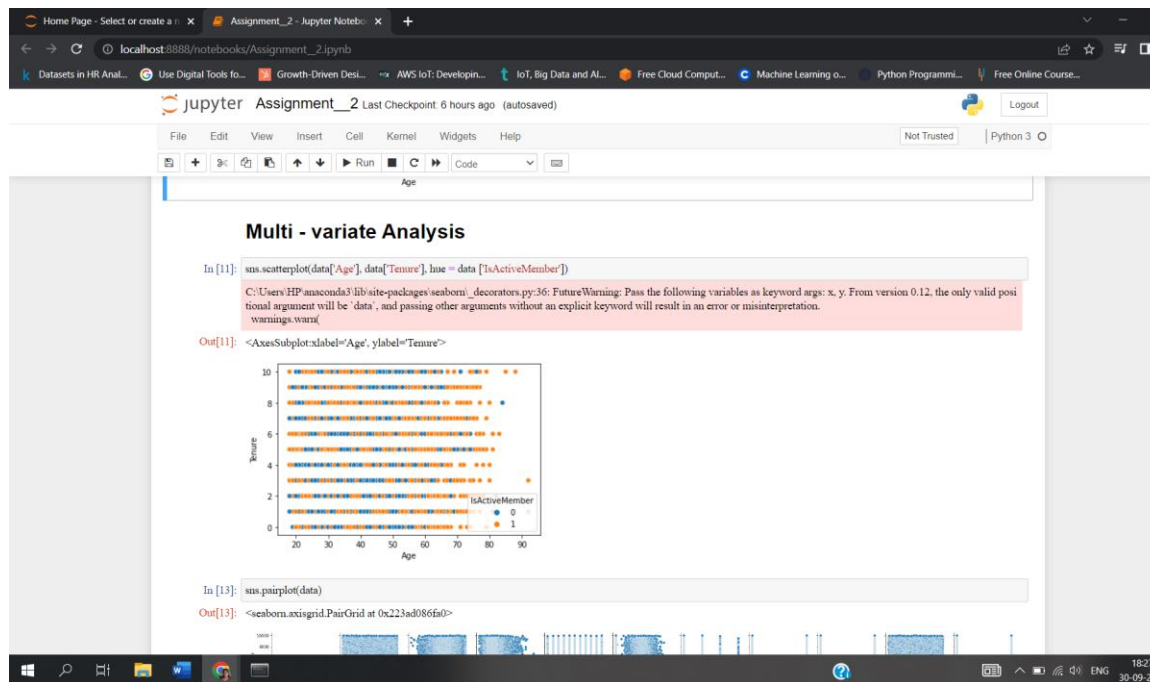 Home Page - Select or create a n
Assignment__2 - Jupyter Notebo
localhost:8888/notebooks/Assignment__2.ipynb
Datasets in HR Anal...
Use Digital Tools fo...
Growth-Driven Desi...
AWS IoT: Developin...
IoT, Big Data and AI...
Free Cloud Comput...
Machine Learning o...
Python Programmi...
Free Online Course...
jupyter Assignment__2 Last Checkpoint: 6 hours ago (autosaved)
Logout
File Edit View Insert Cell Kernel Widgets Help
Not Trusted
Python 3
Run
Code
Age
Multi - variate Analysis
In [11]: sns.scatterplot(data['Age'], data['Tenure'], hue = data ['IsActiveMember'])
C:\Users\HP\anaconda3\lib\site-packages\seaborn\_decorators.py:36: FutureWarning: Pass the following variables as keyword args: x, y. From version 0.12, the only valid posi
tional argument will be `data`, and passing other arguments without an explicit keyword will result in an error or misinterpretation.
warnings.warn(
Out[11]: <AxesSubplot:xlabel='Age', ylabel='Tenure'>
10
8
6
4
2
0
Tenure
IsActiveMember
0
1
20 30 40 50 60 70 80 90
Age
In [13]: sns.pairplot(data)
Out[13]: <seaborn.axisgrid.PairGrid at 0x223ad086fa0>
10000
8000
ENG
18:2
30-09-2